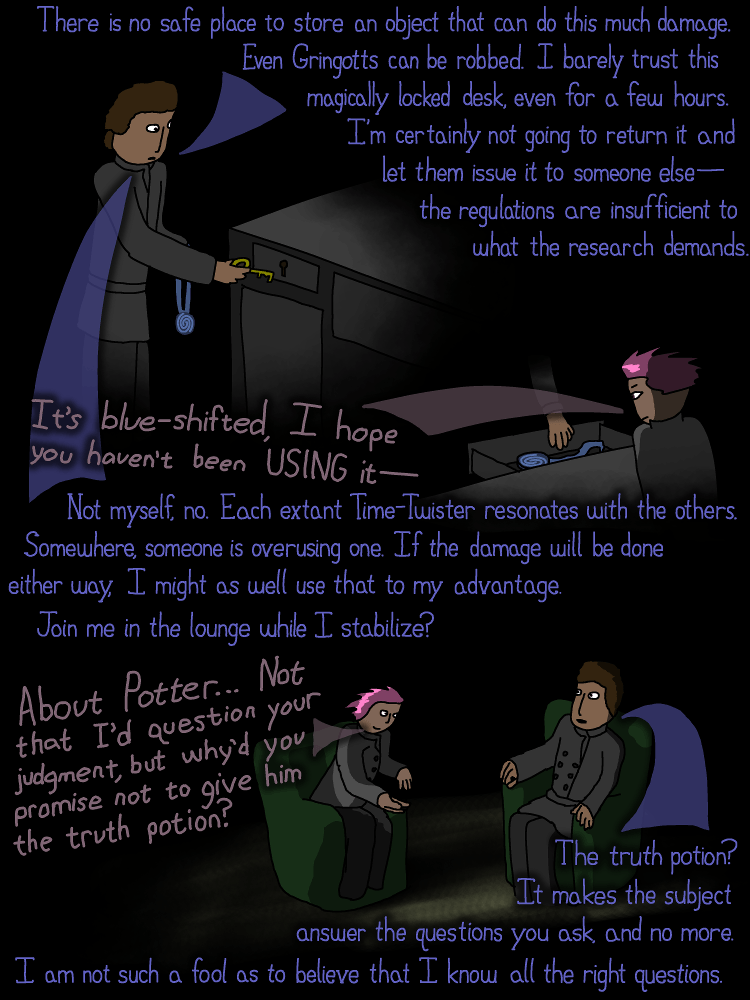 There is no safe place to store an object that can do this much damage.
Even Gringotts can be robbed. I barely trust this
magically locked desk, even for a few hours.
I'm certainly not going to return it and
let them issue it to someone else—
the regulations are insufficient to
what the research demands.
It's blue-shifted, I hope
you haven't been USING it—
Not myself, no. Each extant Time-Twister resonates with the others.
Somewhere, someone is overusing one. If the damage will be done
either way, I might as well use that to my advantage.
Join me in the lounge while I stabilize?
About Potter... Not
that I'd question your
judgment, but why'd you
promise not to give him
the truth potion?
The truth potion?
It makes the subject
answer the questions you ask, and no more.
I am not such a fool as to believe that I know all the right questions.